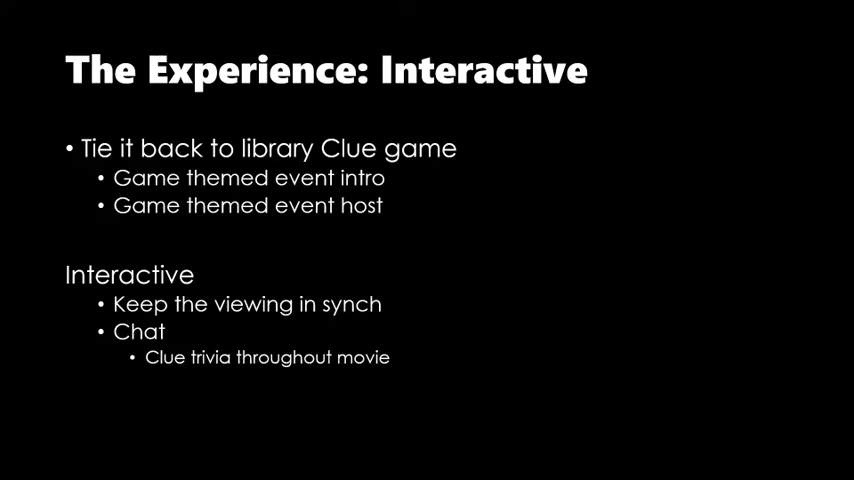 The Experience: Interactive
• Tie it back to library Clue game
• Game themed event intro
• Game themed event host
Interactive
• Keep the viewing in synch
• Chat
• Clue trivia throughout movie